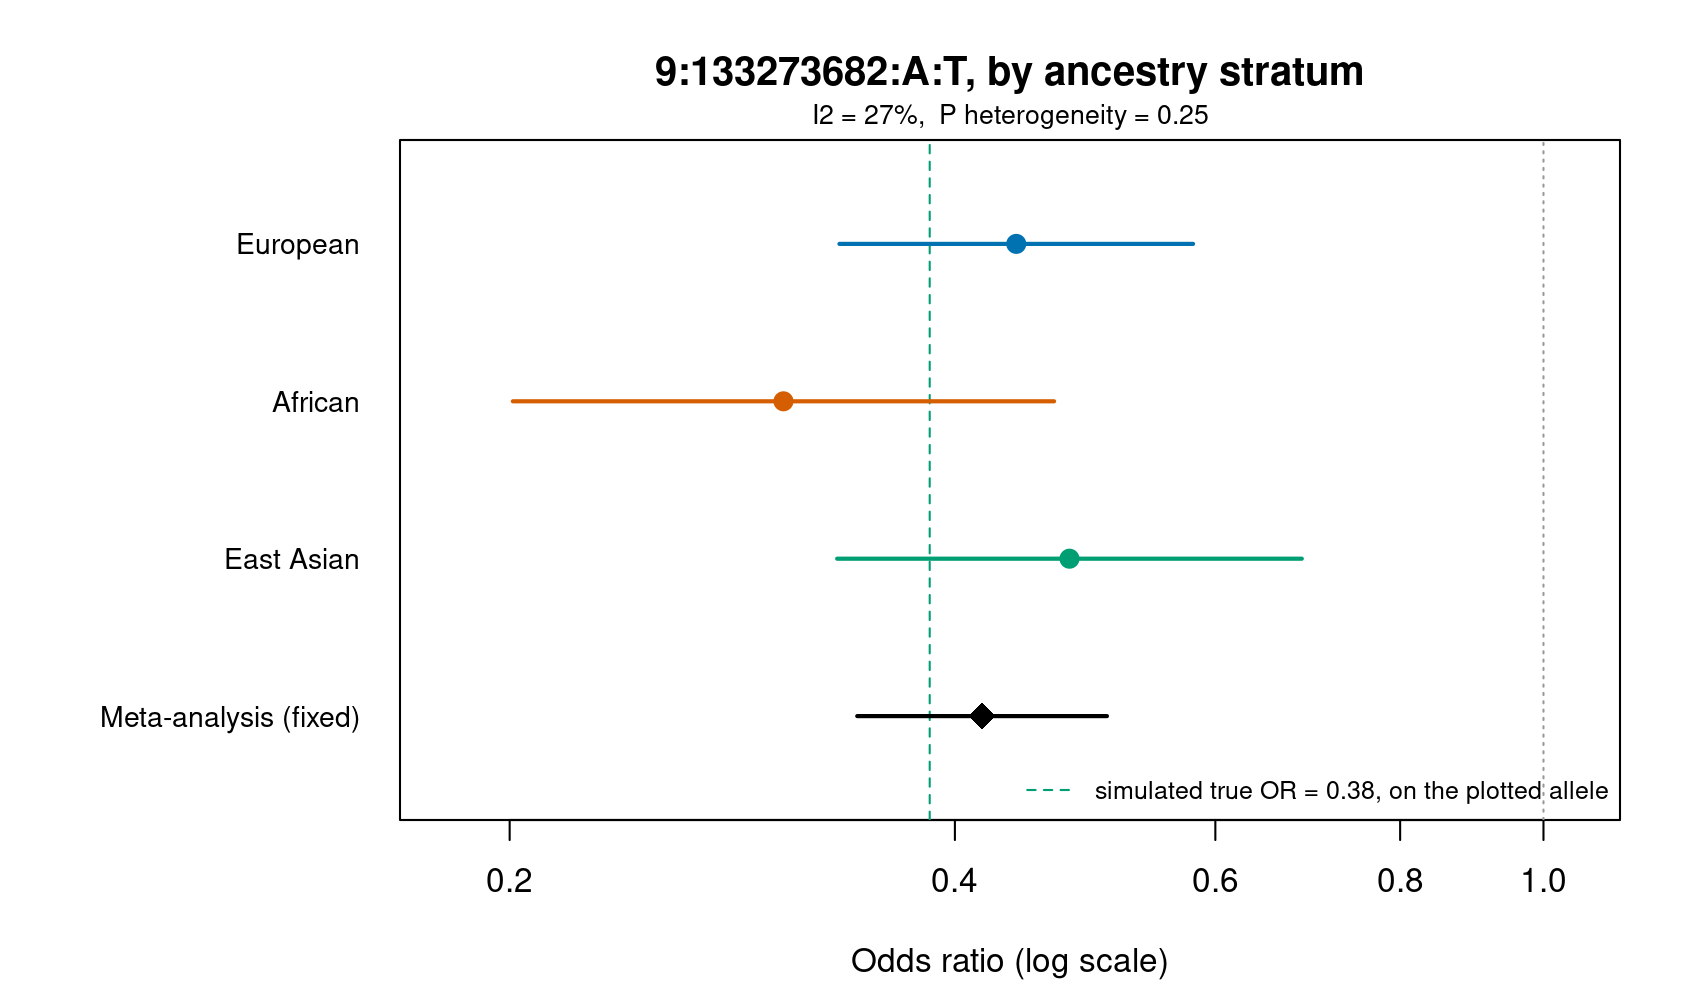 9:133273682:A:T, by ancestry stratum
I2 = 27%,  P heterogeneity = 0.25
European
African
East Asian
Meta-analysis (fixed)
simulated true OR = 0.38, on the plotted allele
0.2 0.4 0.6 0.8 1.0
Odds ratio (log scale)